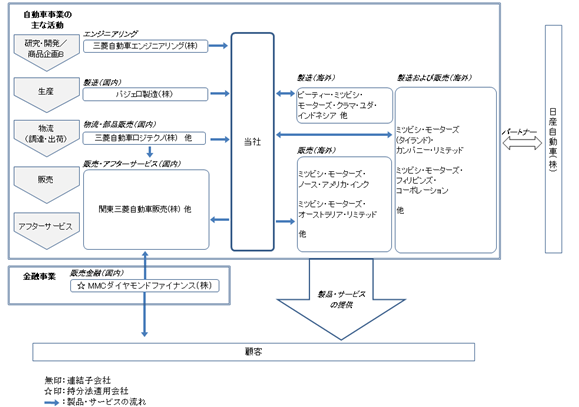 自動車事業の
主な活動
研究・開発／
商品企画
エンジニアリング
三菱自動車エンジニアリング(株)
生産
製造(国内)
パジェロ製造(株)
物流
(調達・出荷)
物流・部品販売(国内)
三菱自動車ロジテクノ(株) 他
販売
アフターサービス
販売・アフターサービス(国内)
関東三菱自動車販売(株) 他
当社
製造(海外)
ピーティー・ミツビシ・
モーターズ・クラマ・ユダ・
インドネシア 他
販売(海外)
ミツビシ・モーターズ・
ノース・アメリカ・インク
ミツビシ・モーターズ・
オーストラリア・リミテッド
他
製造および販売(海外)
ミツビシ・モーターズ
(タイランド)・
カンパニー・リミテッド
ミツビシ・モーターズ・
フィリピンズ・
コーポレーション
他
パートナー
日産自動車(株)
金融事業
販売金融(国内)
☆ MMCダイヤモンドファイナンス(株)
製品・サービス
の提供
顧客
無印：連結子会社
☆印：持分法適用会社
：製品・サービスの流れ